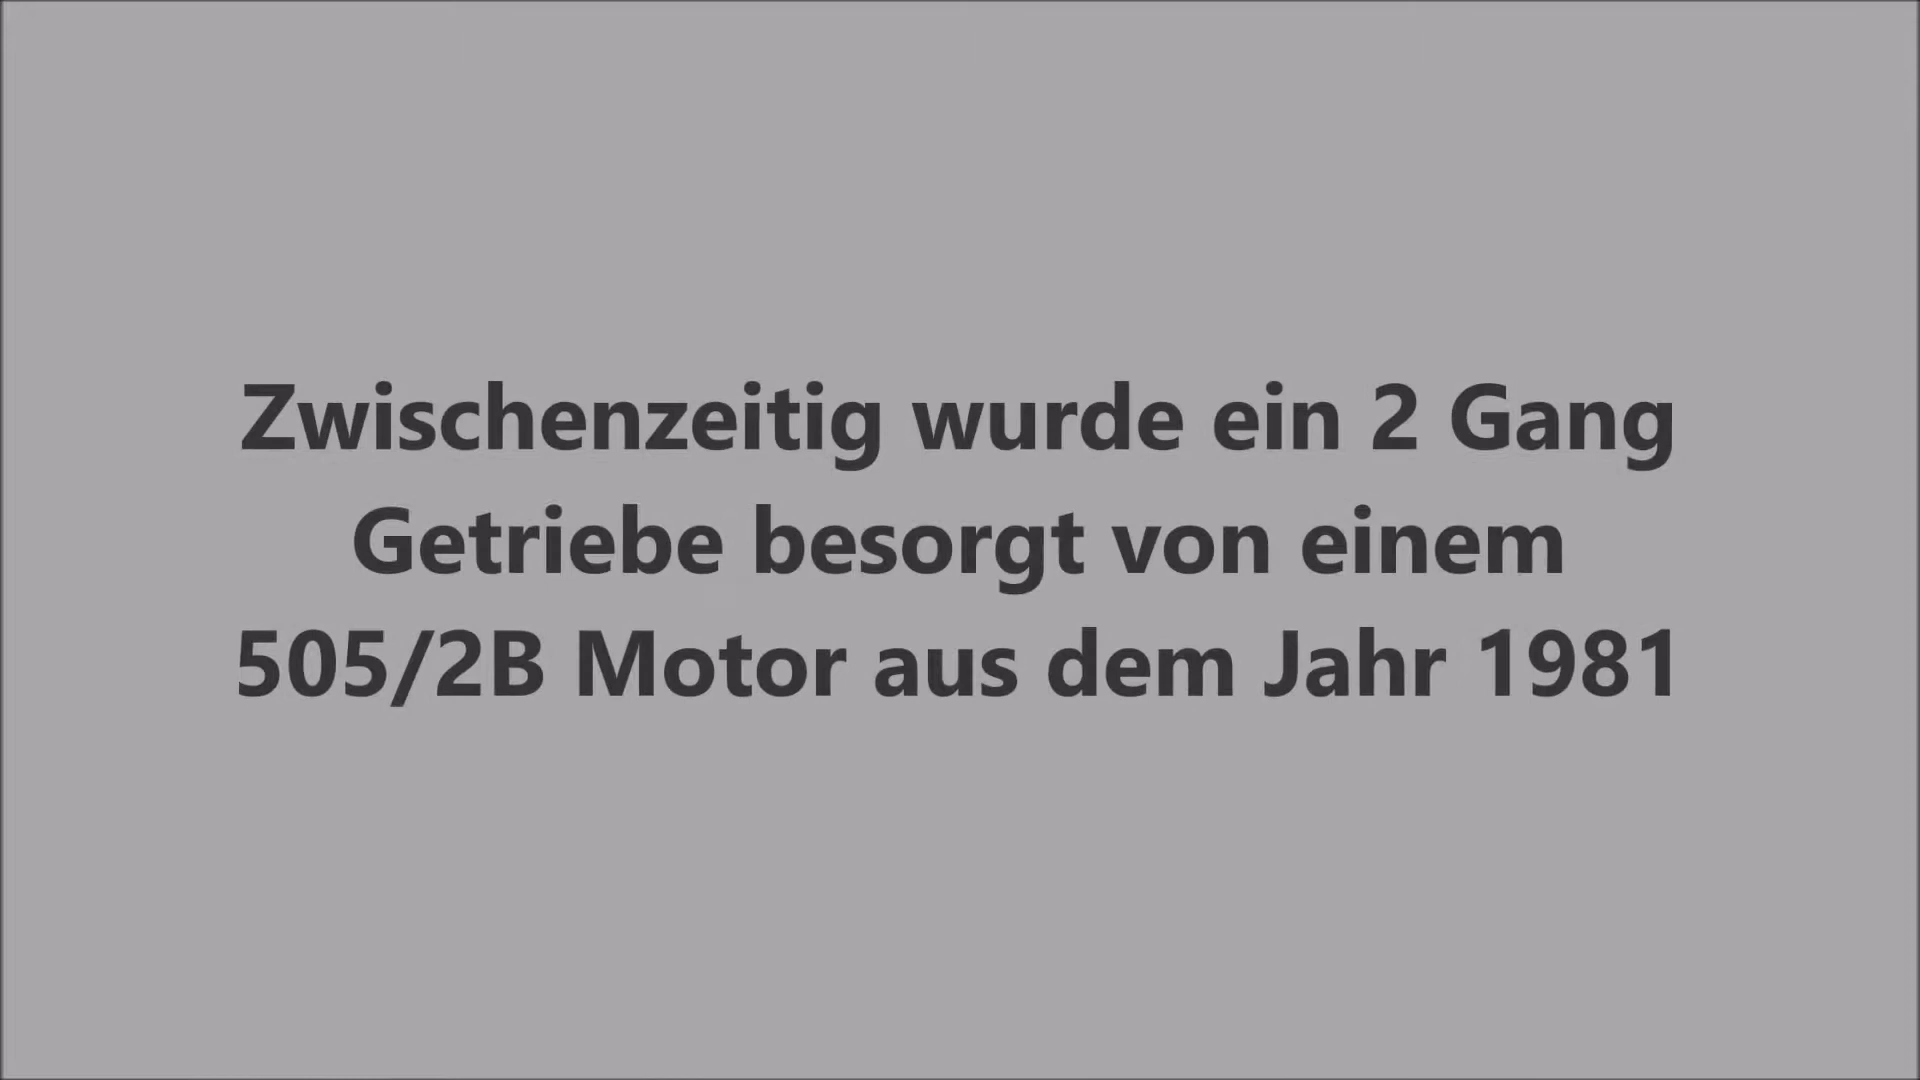 Zwischenzeitig wurde ein 2 Gang
Getriebe besorgt von einem
505/2B Motor aus dem Jahr 1981